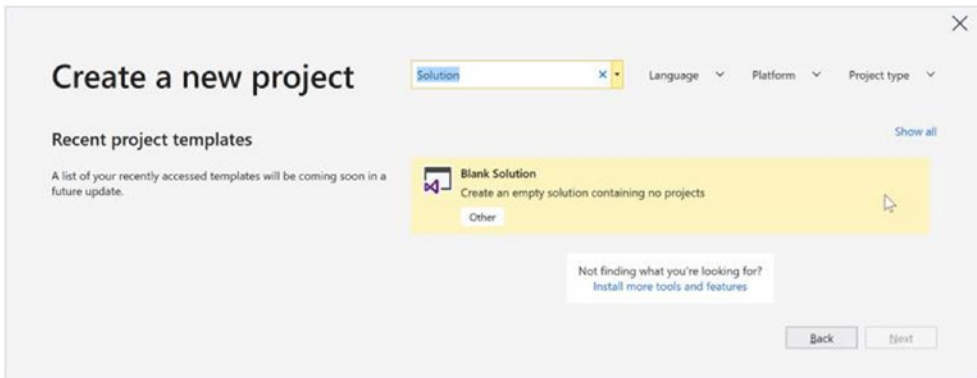 Create a new project
Solution
Language
Platform
Project type
Recent project templates
Show all
A list of your recently accessed templates will be coming soon in a
future update.
Blank Solution
Create an empty solution containing no projects
Other
Not finding what you're looking for?
Install more tools and features
Back
Next